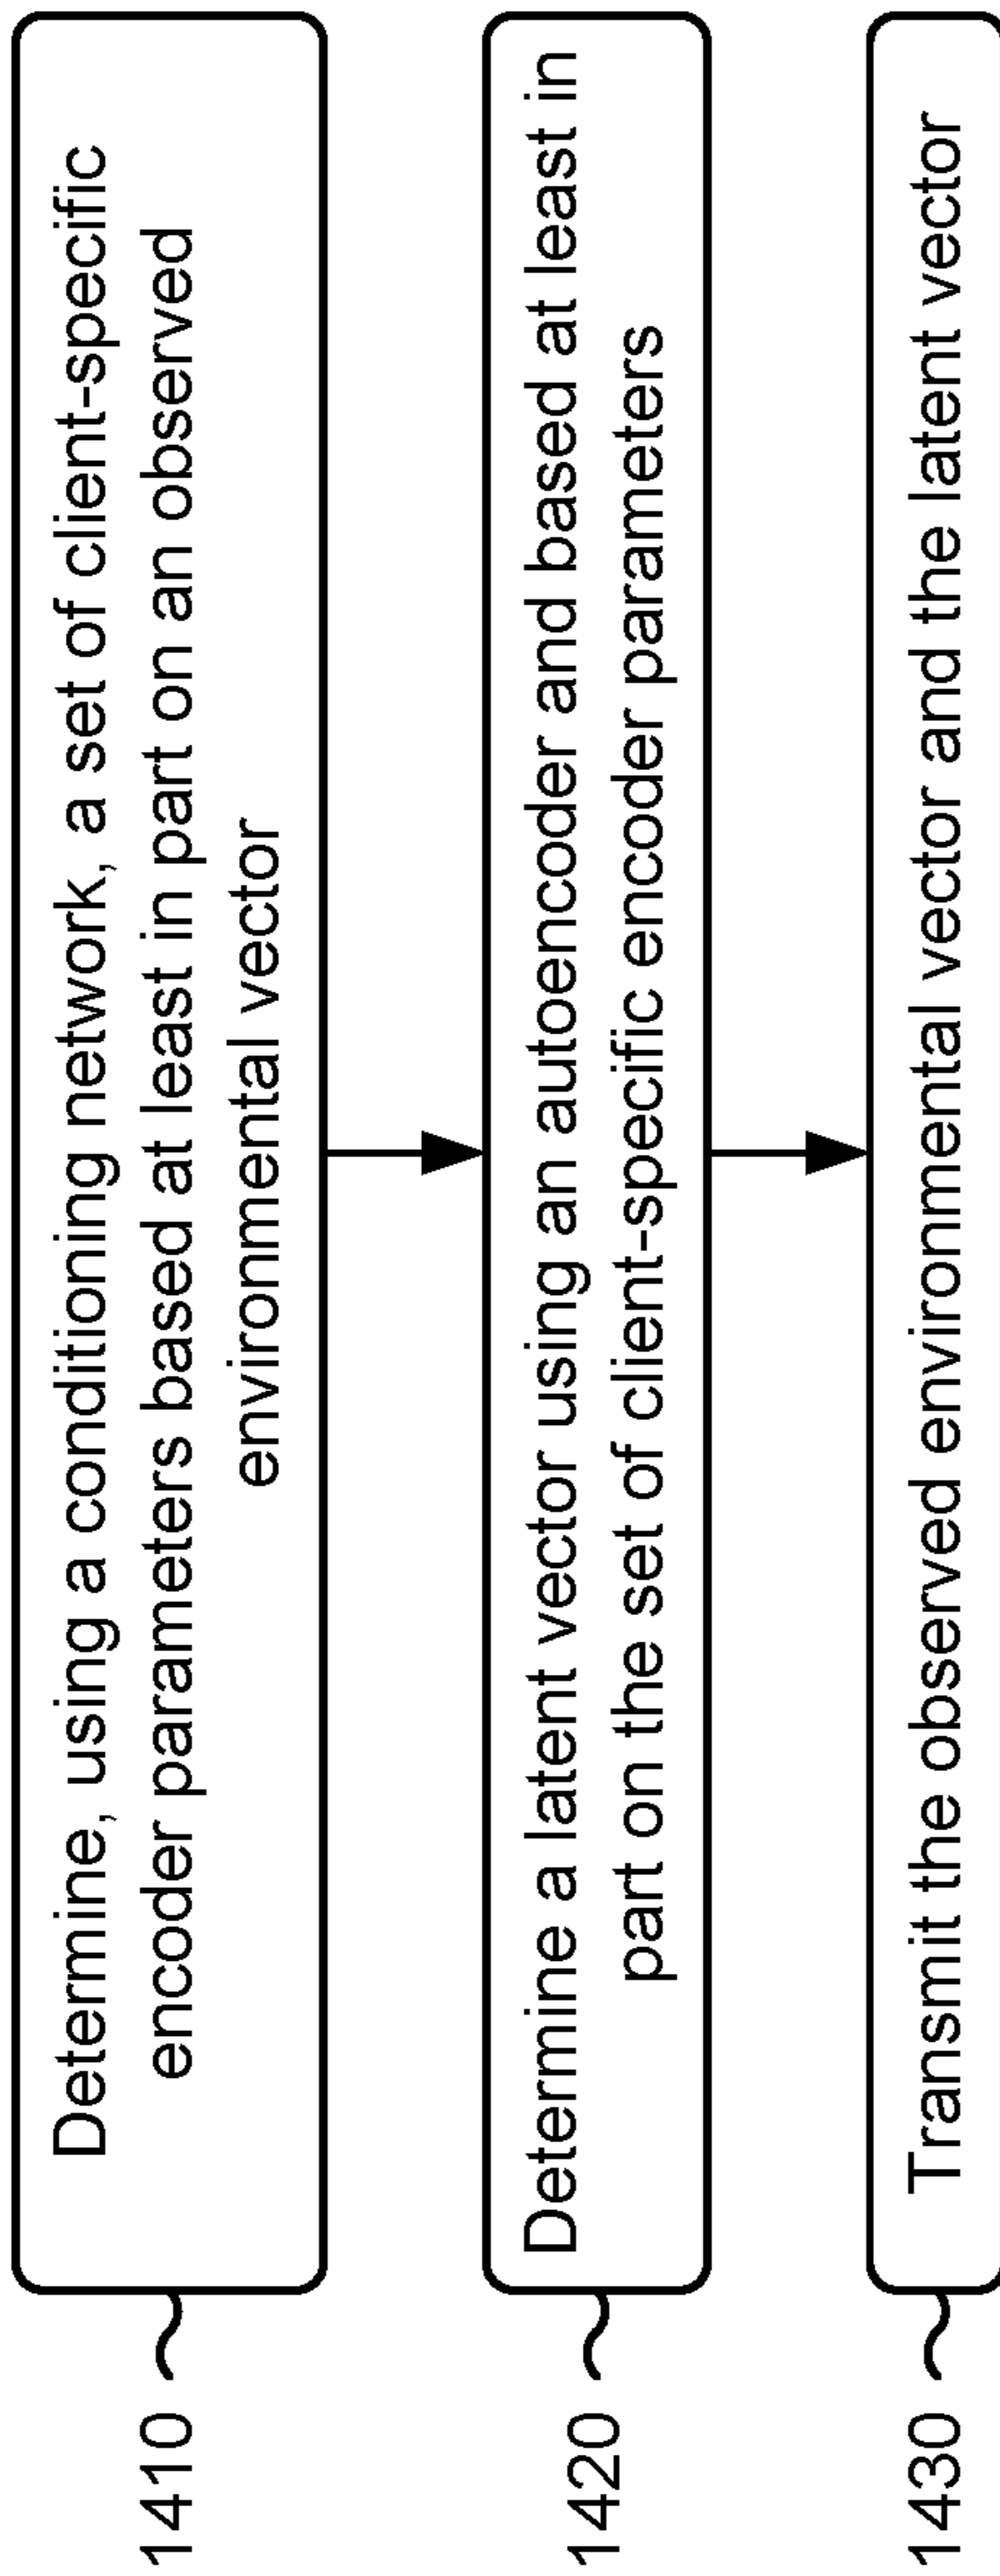 1410
Determine, using a conditioning network, a set of client-specific
encoder parameters based at least in part on an observed
environmental vector
1420
Determine a latent vector using an autoencoder and based at least in
part on the set of client-specific encoder parameters
1430
Transmit the observed environmental vector and the latent vector